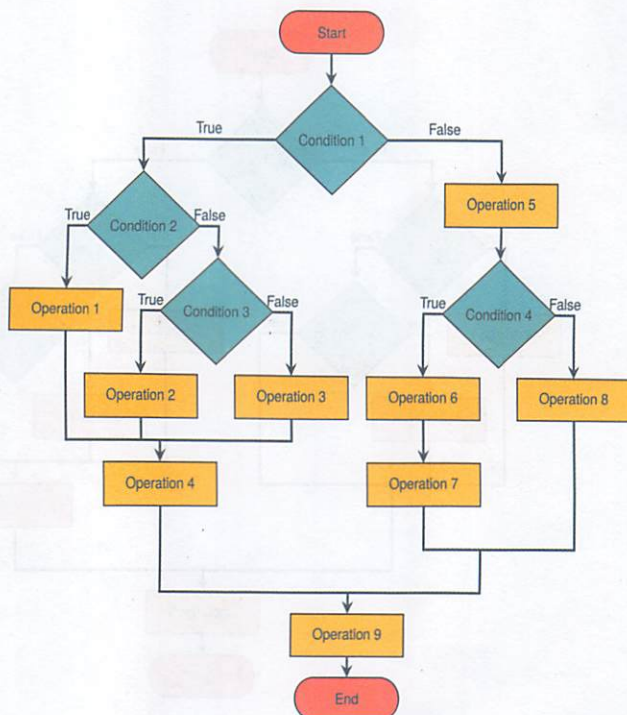 Start
Condition 1
True
False
Condition 2
True
False
Operation 5
Operation 1
Condition 3
True
False
Condition 4
True
False
Operation 2
Operation 3
Operation 6
Operation 8
Operation 4
Operation 7
Operation 9
End